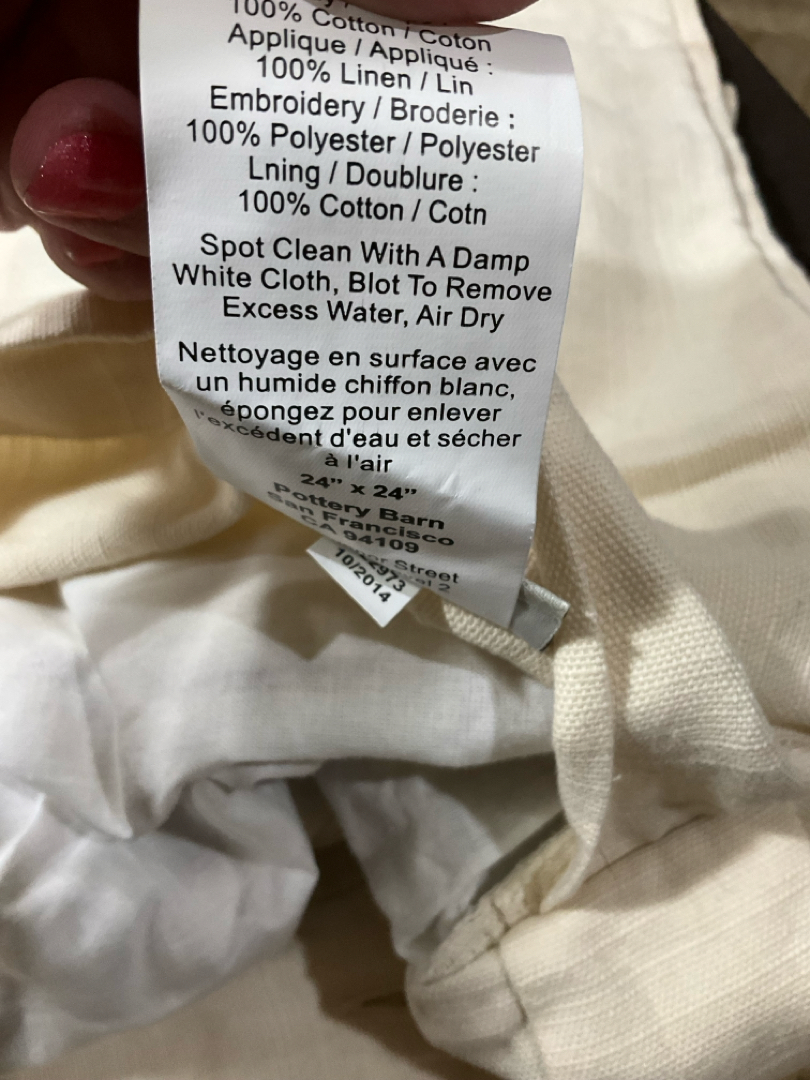 100% Cotton / Coton
Applique / Appliqué :
100% Linen / Lin
Embroidery / Broderie :
100% Polyester / Polyester
Lning / Doublure :
100% Cotton / Cotn
Spot Clean With A Damp
White Cloth, Blot To Remove
Excess Water, Air Dry
Nettoyage en surface avec
un humide chiffon blanc,
épongez pour enlever
l'excédent d'eau et sécher
à l'air
24” x 24”
Pottery Barn
San Francisco
CA 94109
Street
2
10/2014